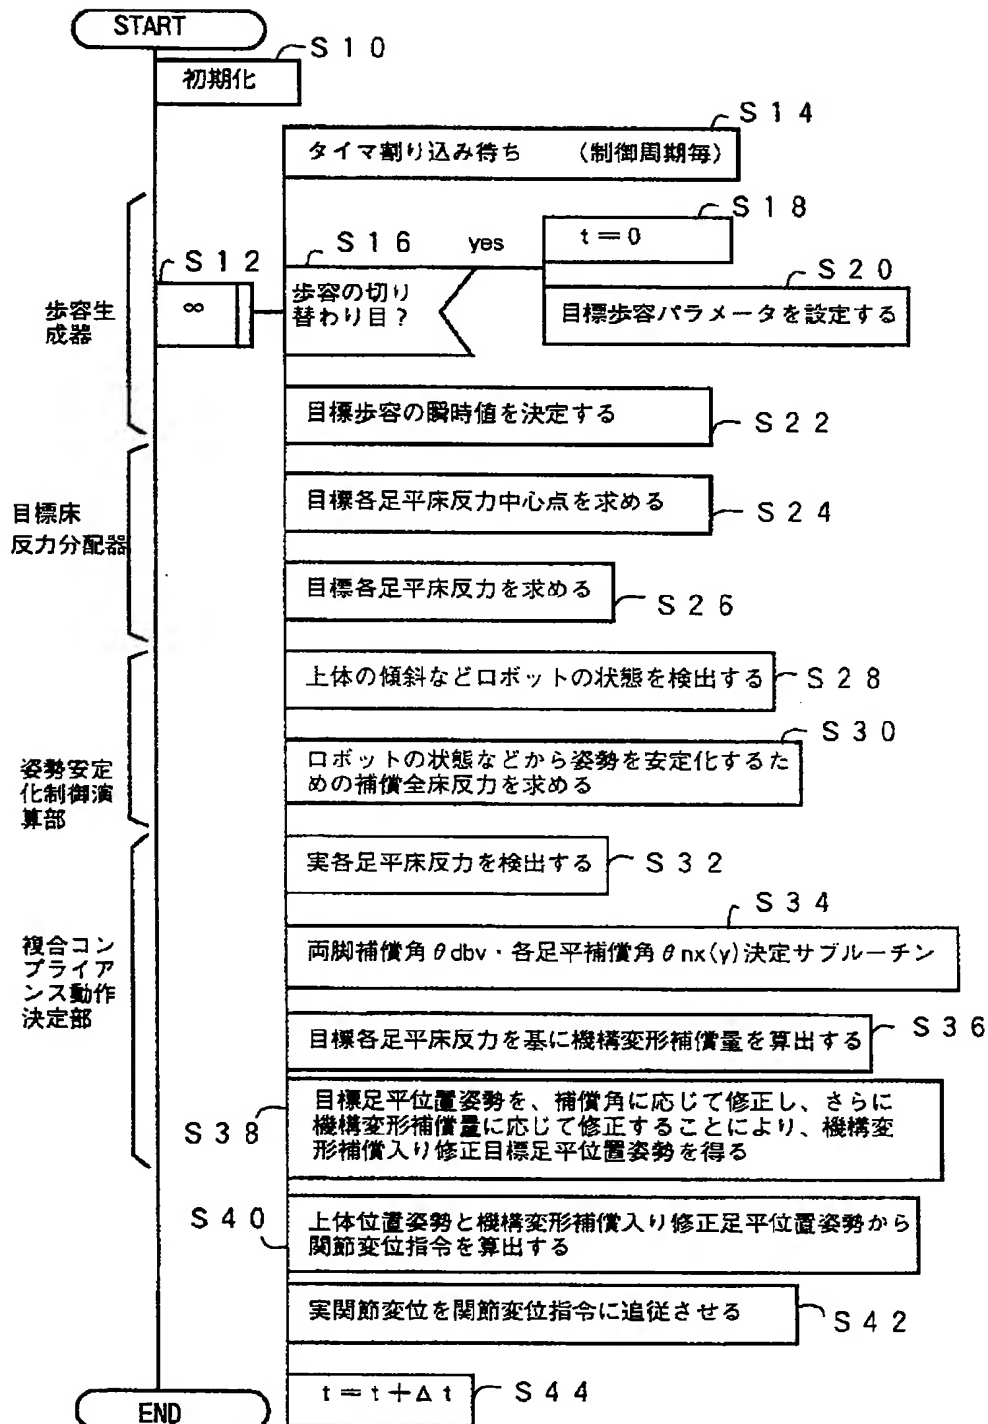 START
S10
初期化
S14
タイマ割り込み待ち (制御周期毎)
S18
t＝0
S16
yes
S12
∞
歩容の切り
替わり目？
S20
目標歩容パラメータを設定する
歩容生
成器
目標歩容の瞬時値を決定する
S22
目標各足平床反力中心点を求める
S24
目標床
反力分配器
目標各足平床反力を求める
S26
上体の傾斜などロボットの状態を検出する
S28
S30
ロボットの状態などから姿勢を安定化するた
めの補償全床反力を求める
姿勢安定
化制御演
算部
実各足平床反力を検出する
S32
S34
両脚補償角θdbv・各足平補償角θnx(y)決定サブルーチン
複合コン
プライア
ンス動作
決定部
S36
目標各足平床反力を基に機構変形補償量を算出する
S38
目標足平位置姿勢を、補償角に応じて修正し、さらに
機構変形補償量に応じて修正することにより、機構変
形補償入り修正目標足平位置姿勢を得る
S40
上体位置姿勢と機構変形補償入り修正足平位置姿勢から
関節変位指令を算出する
実関節変位を関節変位指令に追従させる
S42
t＝t＋Δt
S44
END